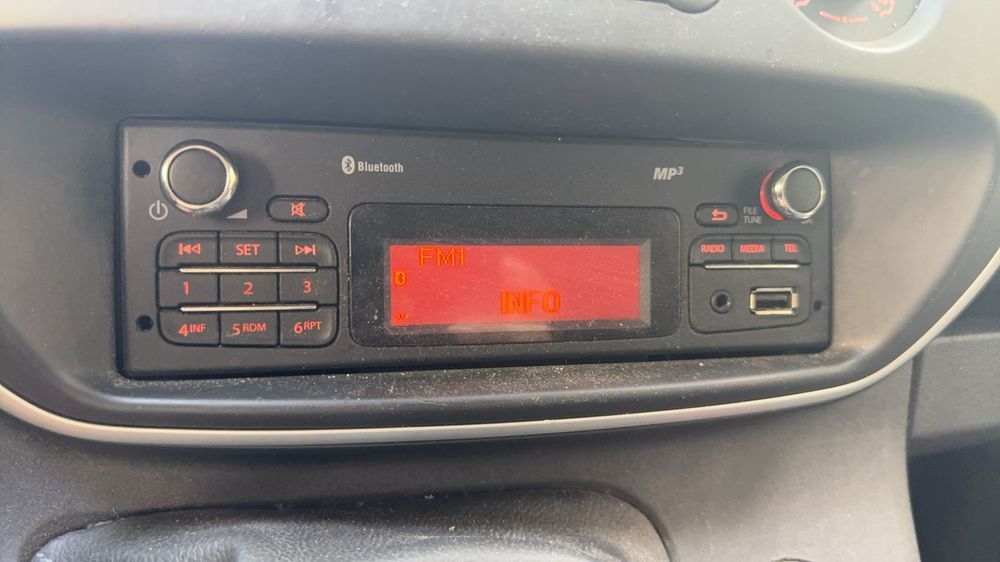 Bluetooth
MP3
FILE
TUNE
SET
RADIO
MEDIA
TEL
FM1
1
2
3
INFO
AF
4 INF
5 RDM
6 RPT